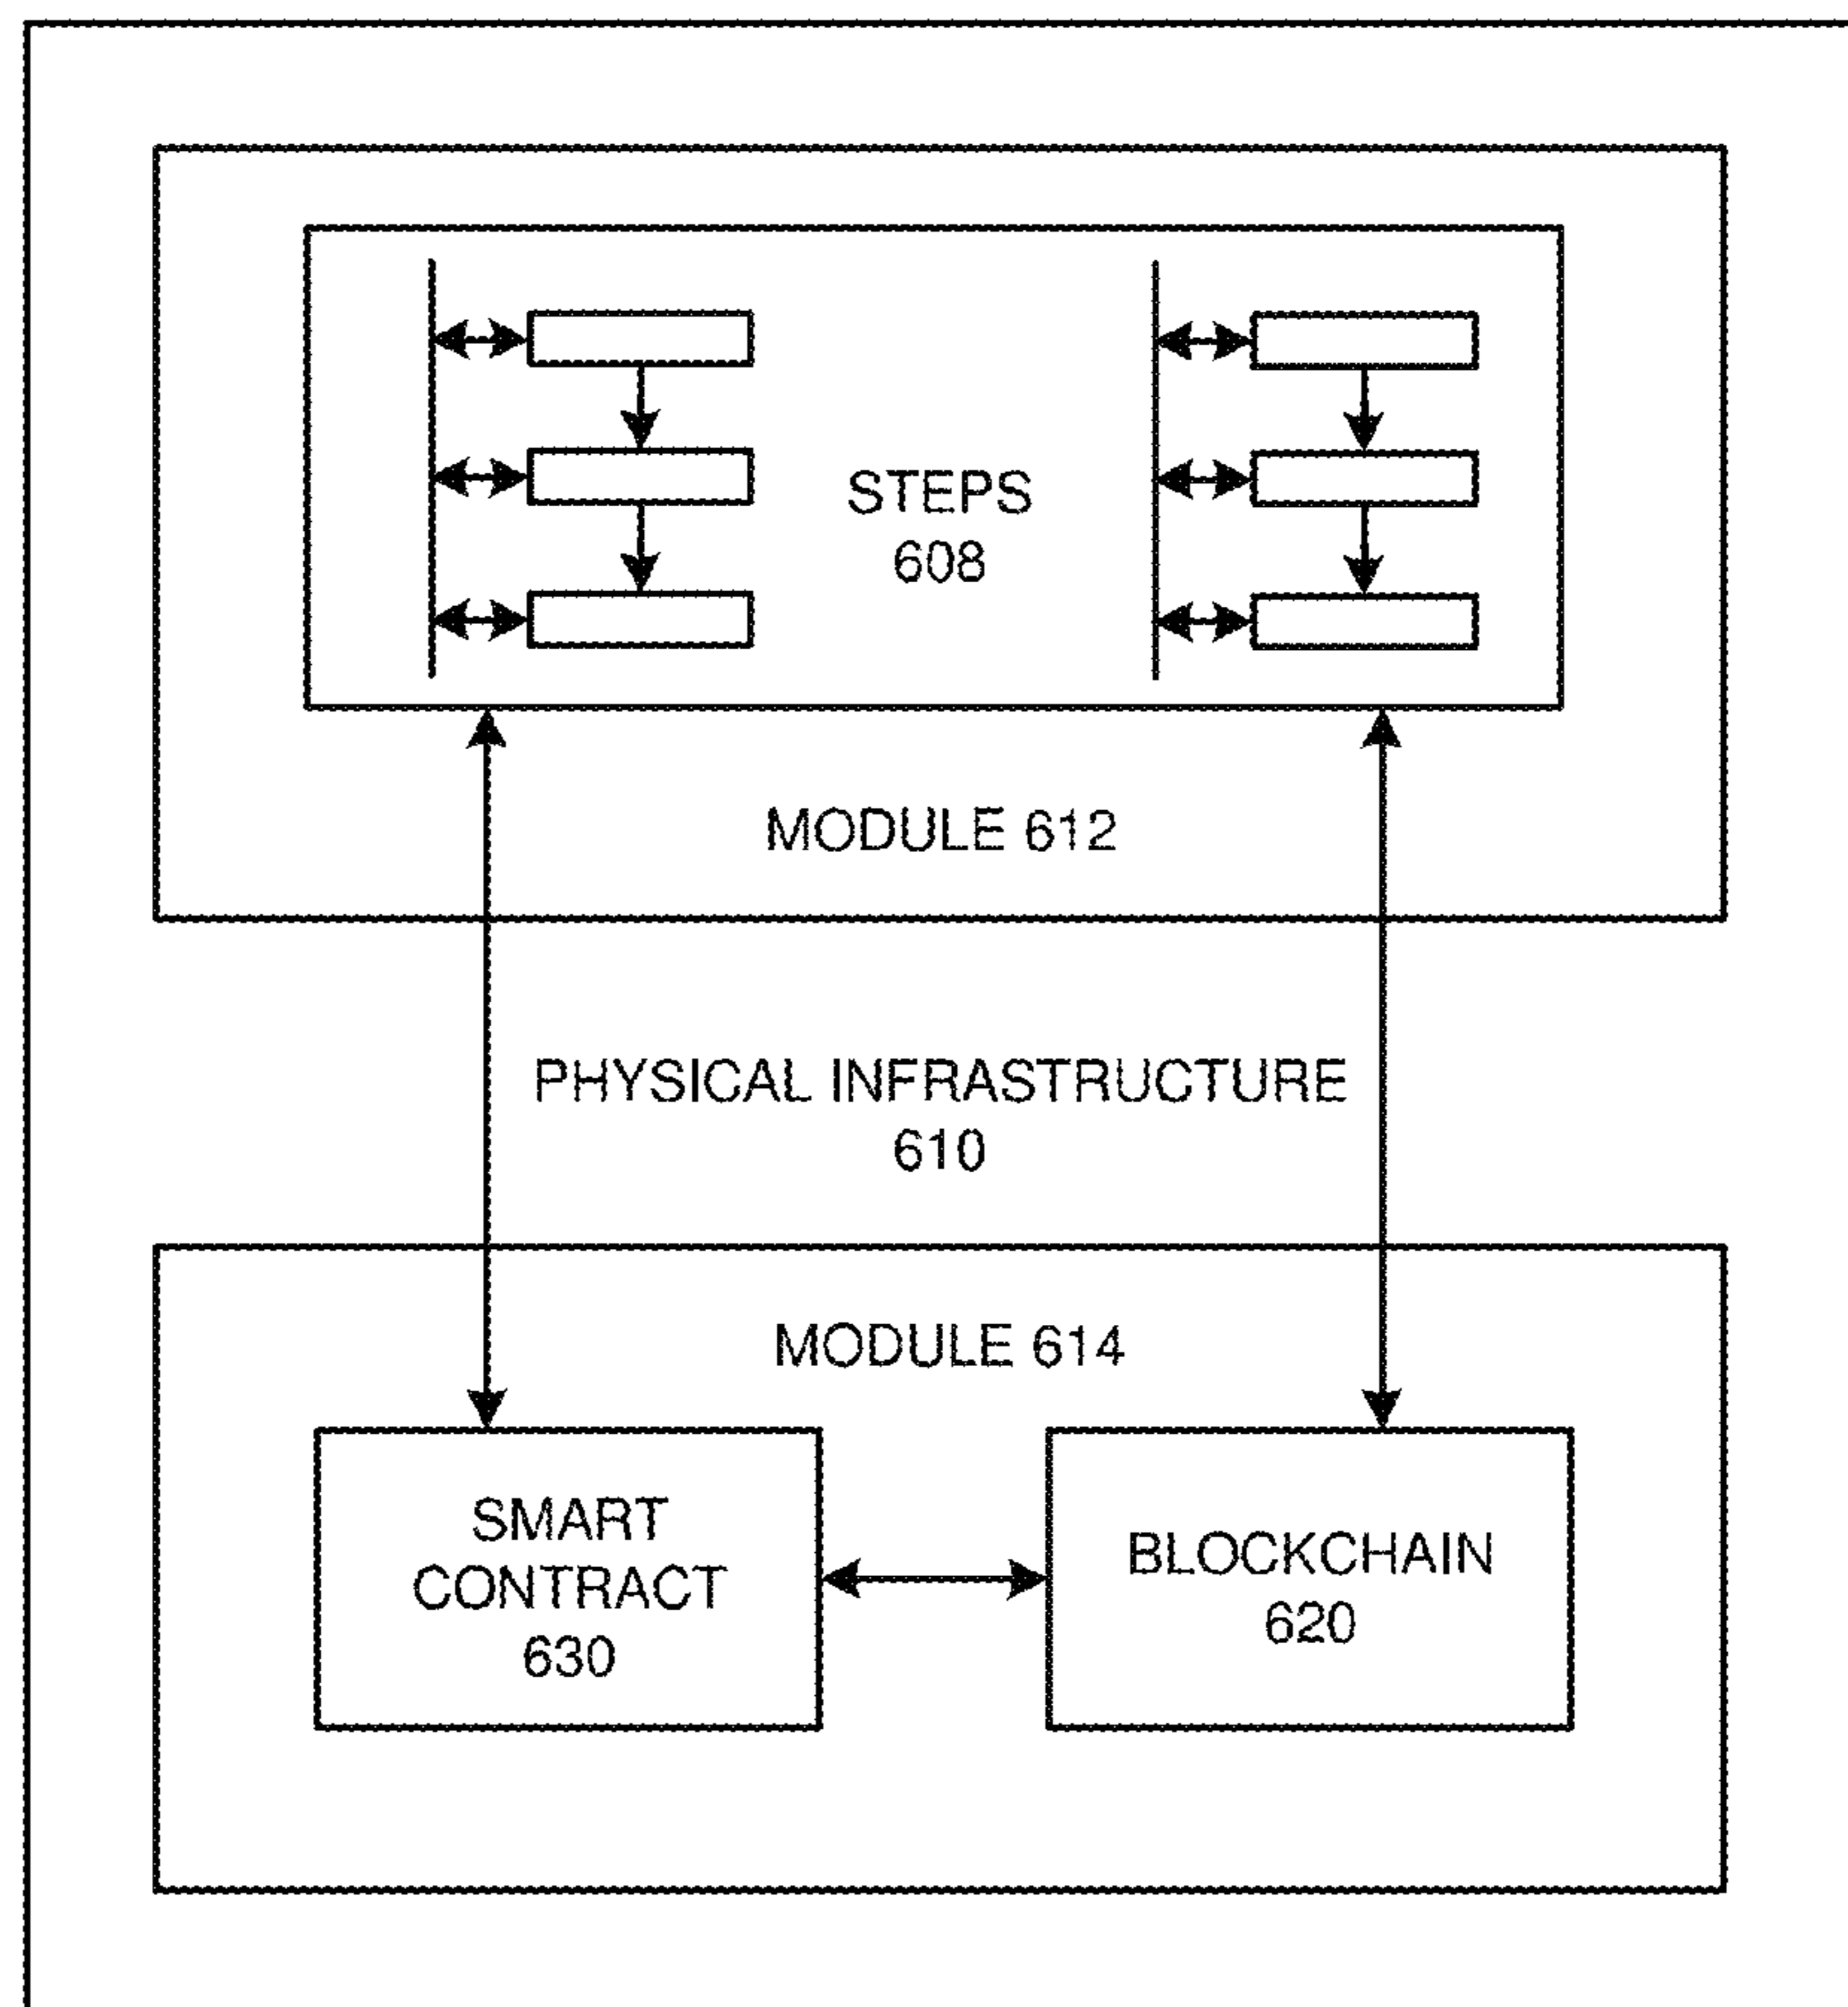 STEPS
608
MODULE 612
PHYSICAL INFRASTRUCTURE
610
MODULE 614
SMART
CONTRACT
630
BLOCKCHAIN
620